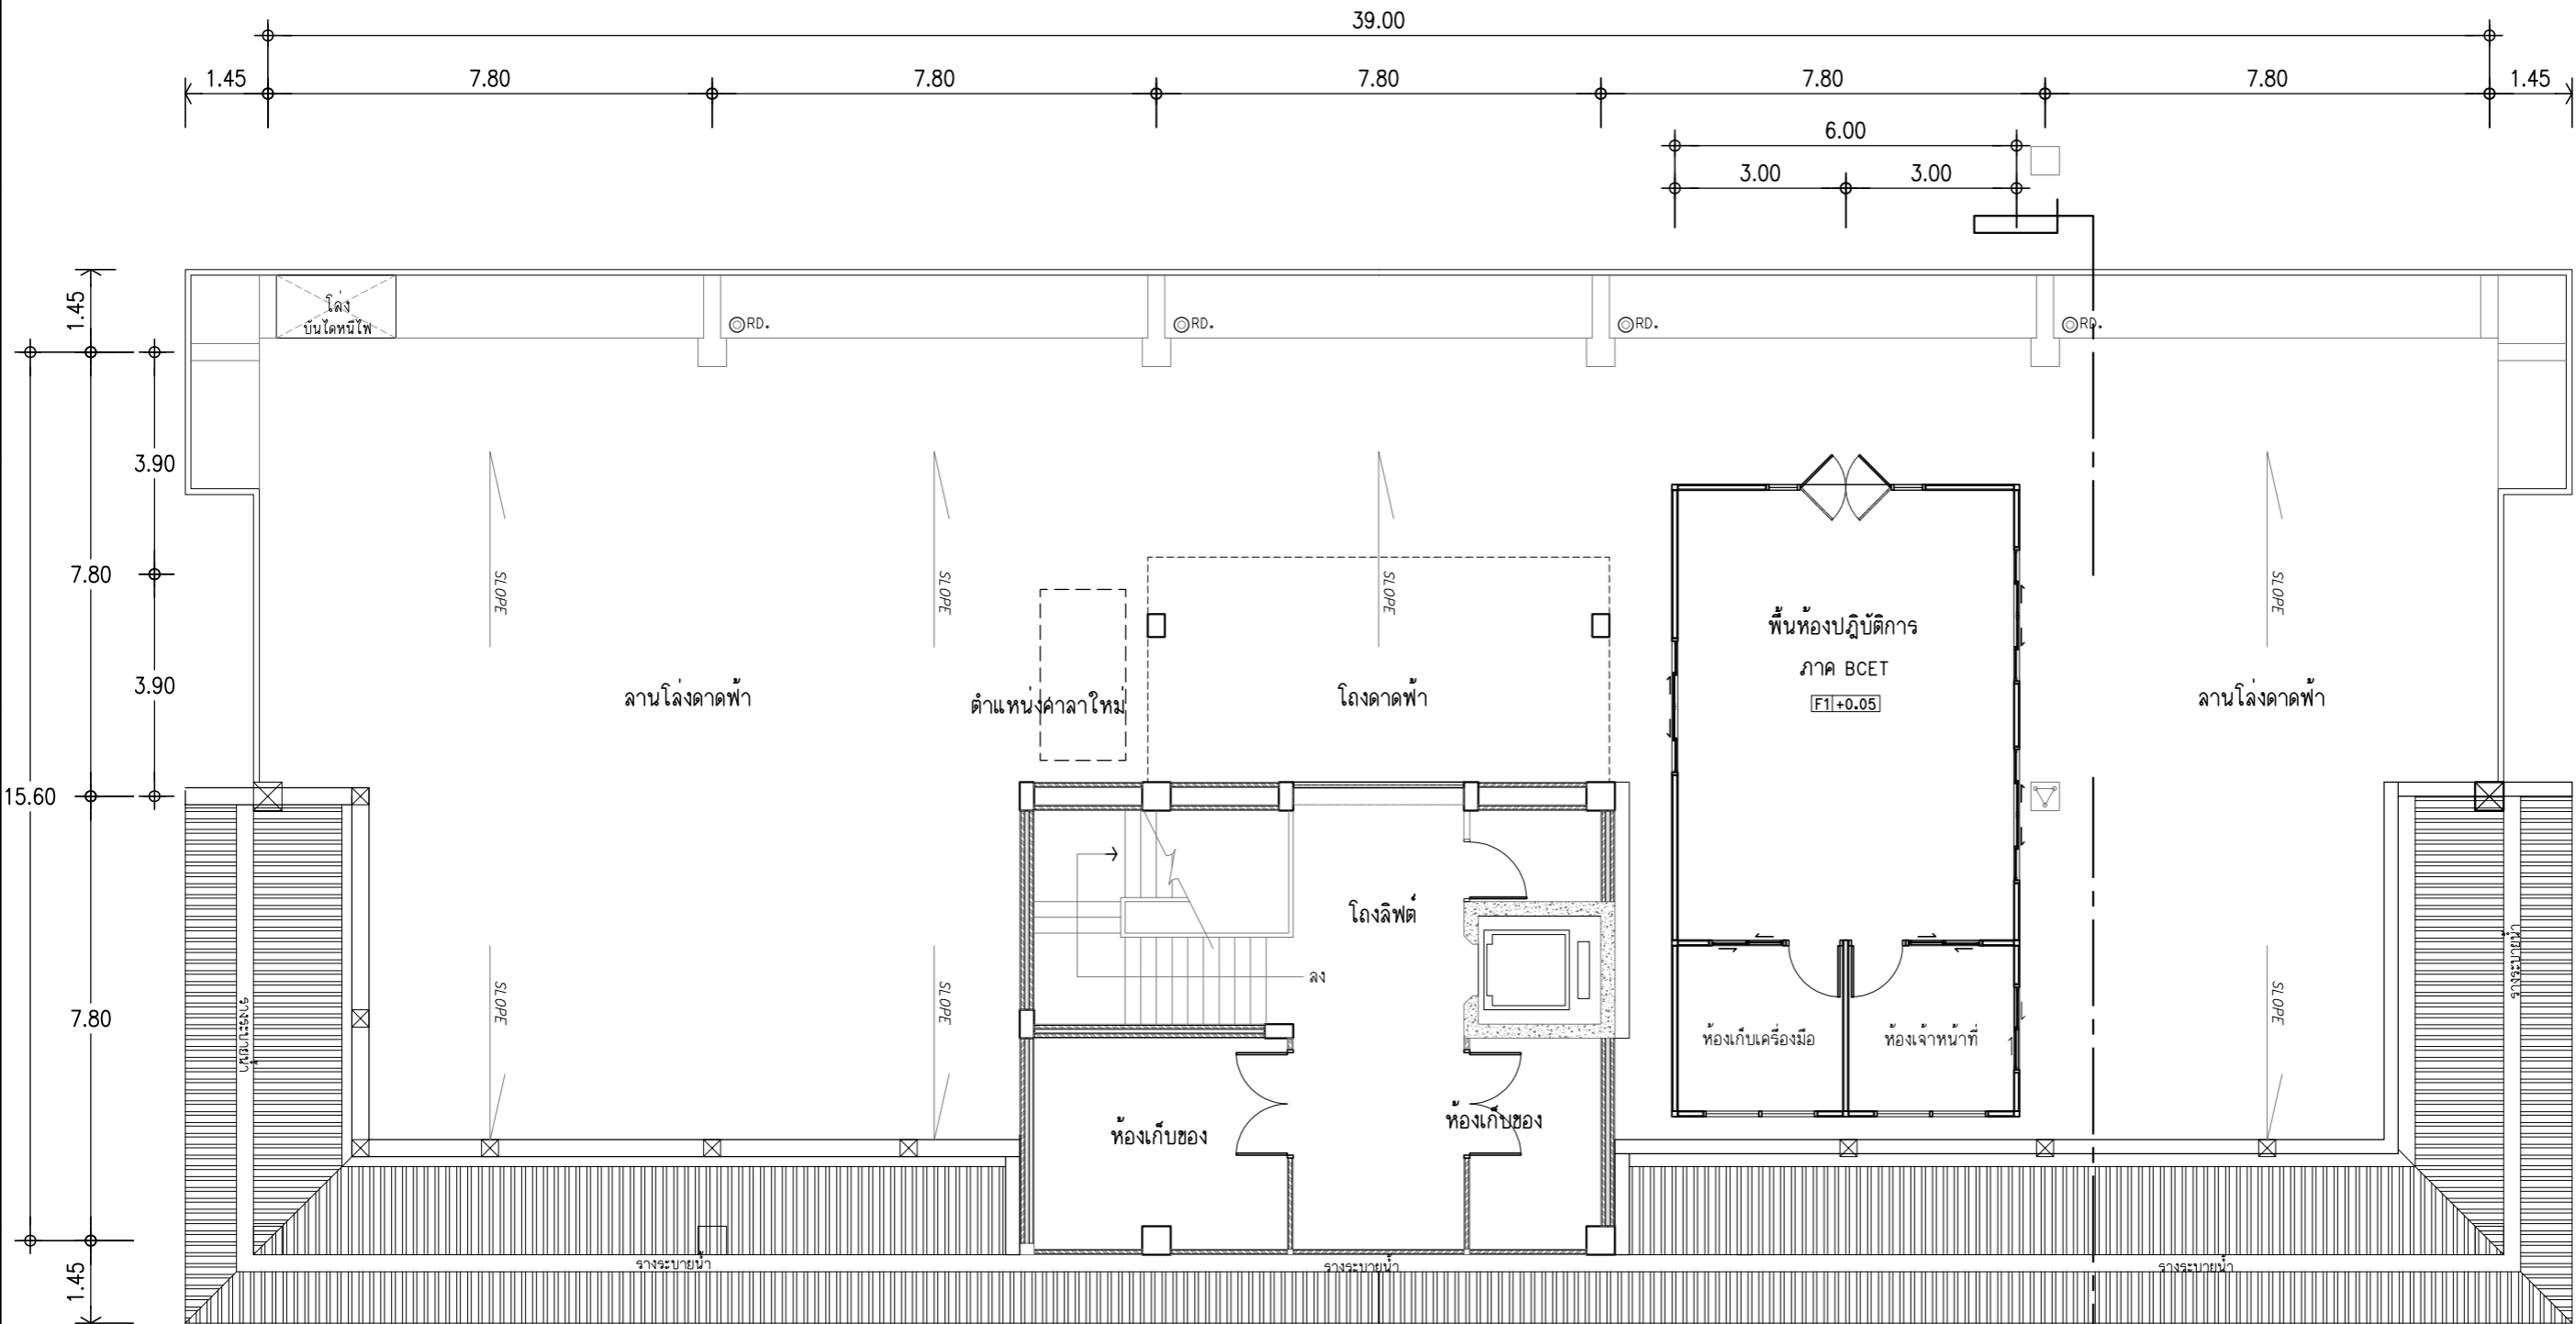 39.00
1.45
7.80
7.80
7.80
7.80
7.80
1.45
6.00
3.00
3.00
1.45
โล่ง
บันไดหนีไฟ
RD.
RD.
RD.
RD.
3.90
7.80
SLOPE
SLOPE
SLOPE
SLOPE
พื้นห้องปฎิบัติการ
ภาค BCET
F1 +0.05
3.90
ลานโล่งดาดฟ้า
ตำแหน่งศาลาใหม่
โถงดาดฟ้า
ลานโล่งดาดฟ้า
15.60
โถงลิฟต์
ลง
รางระบายน้ำ
รางระบายน้ำ
7.80
SLOPE
SLOPE
SLOPE
ห้องเก็บเครื่องมือ
ห้องเจ้าหน้าที่
ห้องเก็บของ
ห้องเก็บของ
รางระบายน้ำ
รางระบายน้ำ
รางระบายน้ำ
1.45